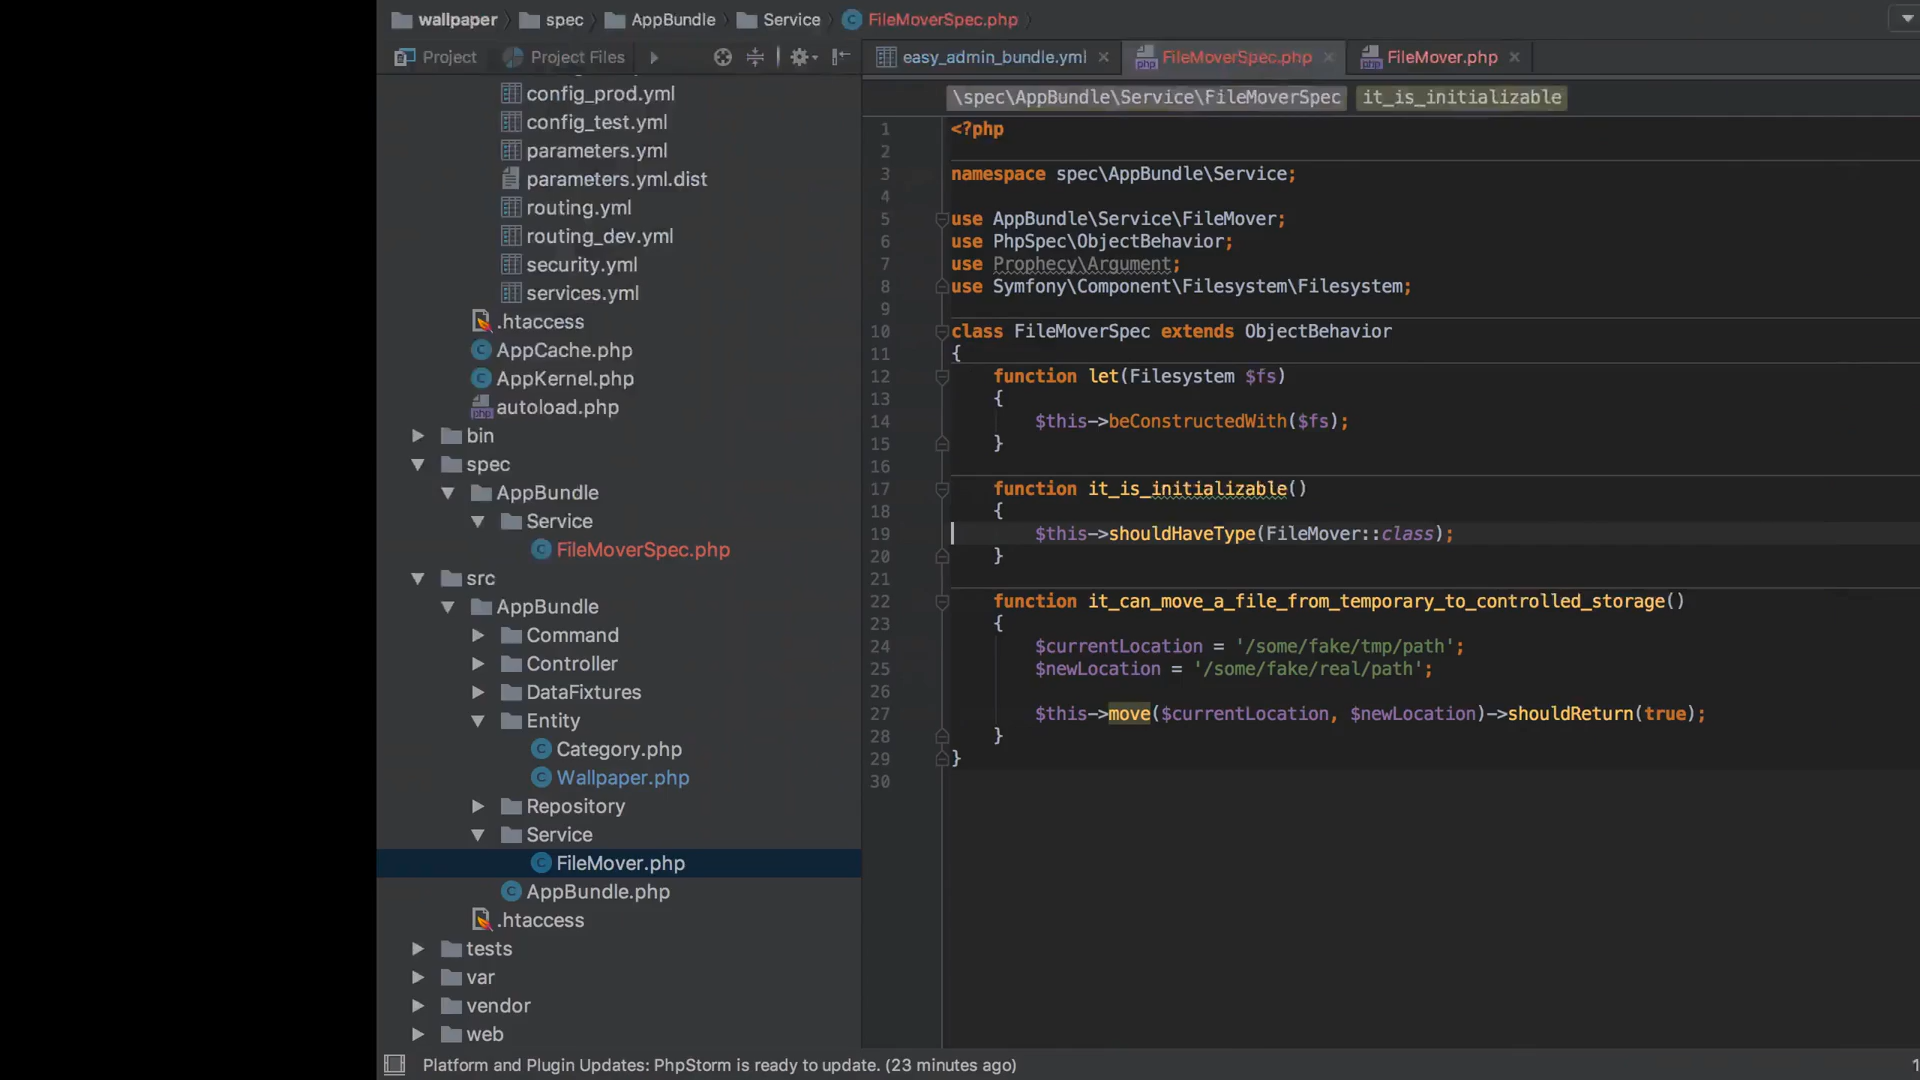 wallpaper spec AppBundle Service FileMoverSpec.php
Project Project Files
easy_admin_bundle.yml FileMoverSpec.php FileMover.php
config_prod.yml
config_test.yml
parameters.yml
parameters.yml.dist
routing.yml
routing_dev.yml
security.yml
services.yml
.htaccess
AppCache.php
AppKernel.php
autoload.php
bin
spec
AppBundle
Service
FileMoverSpec.php
src
AppBundle
Command
Controller
DataFixtures
Entity
Category.php
Wallpaper.php
Repository
Service
FileMover.php
AppBundle.php
.htaccess
tests
var
vendor
web
\spec\AppBundle\Service\FileMoverSpec it_is_initializable
1 <?php
2
3 namespace spec\AppBundle\Service;
4
5 use AppBundle\Service\FileMover;
6 use PhpSpec\ObjectBehavior;
7 use Prophecy\Argument;
8 use Symfony\Component\Filesystem\Filesystem;
9
10 class FileMoverSpec extends ObjectBehavior
11 {
12 function let(Filesystem $fs)
13 {
14 $this->beConstructedWith($fs);
15 }
16
17 function it_is_initializable()
18 {
19 $this->shouldHaveType(FileMover::class);
20 }
21
22 function it_can_move_a_file_from_temporary_to_controlled_storage()
23 {
24 $currentLocation = '/some/fake/tmp/path';
25 $newLocation = '/some/fake/real/path';
26
27 $this->move($currentLocation, $newLocation)->shouldReturn(true);
28 }
29 }
30
Platform and Plugin Updates: PhpStorm is ready to update. (23 minutes ago)